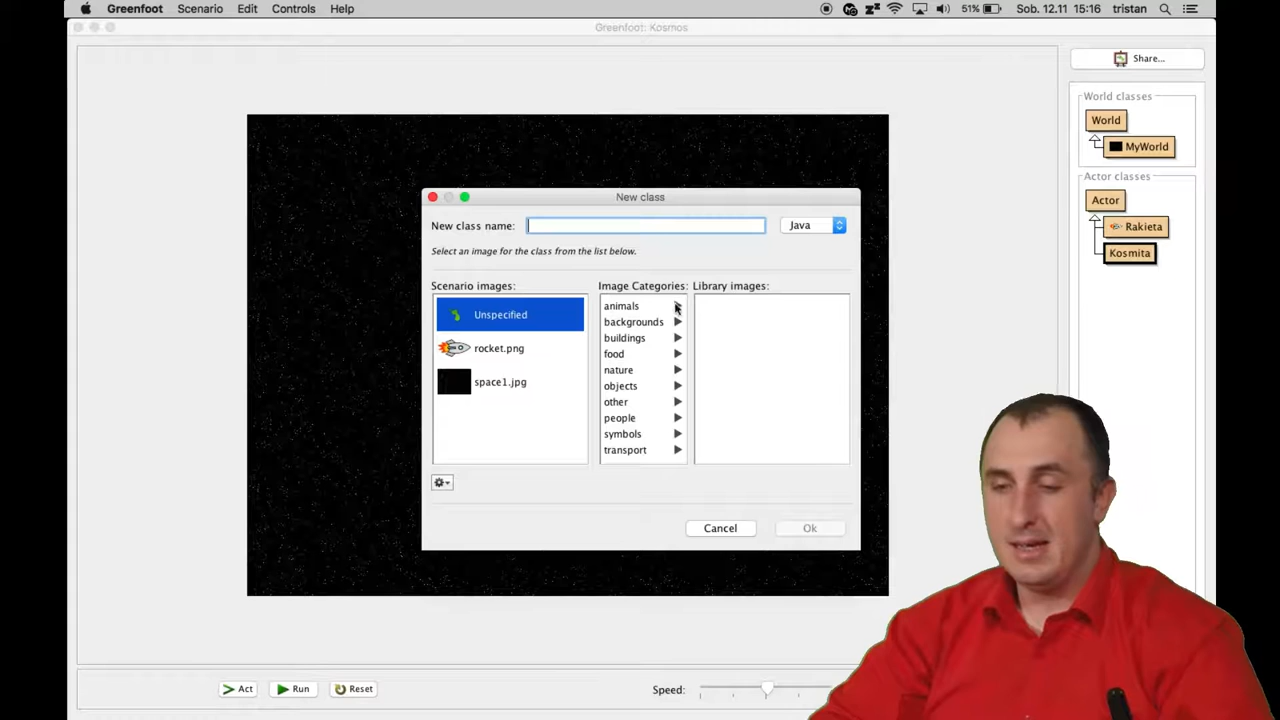 Greenfoot Scenario Edit Controls Help 51% Sob. 12.11 15:16 tristan
Greenfoot: Kosmos
Share...
World classes
World
MyWorld
Actor classes
Actor
Rakieta
Kosmita
New class
New class name: Java
Select an image for the class from the list below.
Scenario images: Image Categories: Library images:
Unspecified
rocket.png
space1.jpg
animals
backgrounds
buildings
food
nature
objects
other
people
symbols
transport
Cancel Ok
Act Run Reset Speed: